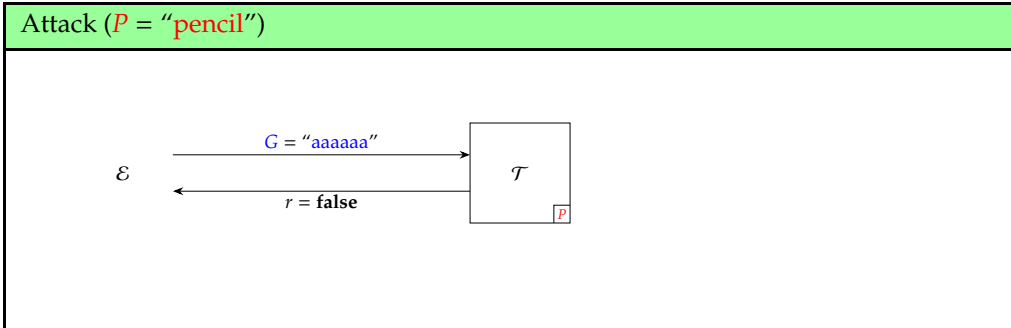 Attack (P = “pencil”)
G = “aaaaaa”
ℰ
𝒯
r = false
P